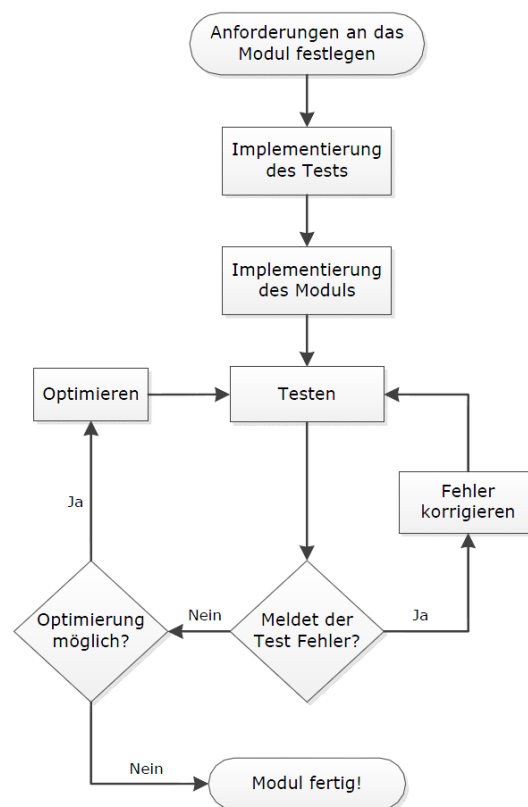 Anforderungen an das
Modul festlegen
Implementierung
des Tests
Implementierung
des Moduls
Optimieren
Testen
Fehler
korrigieren
Ja
Optimierung
möglich?
Nein
Meldet der
Test Fehler?
Ja
Nein
Modul fertig!